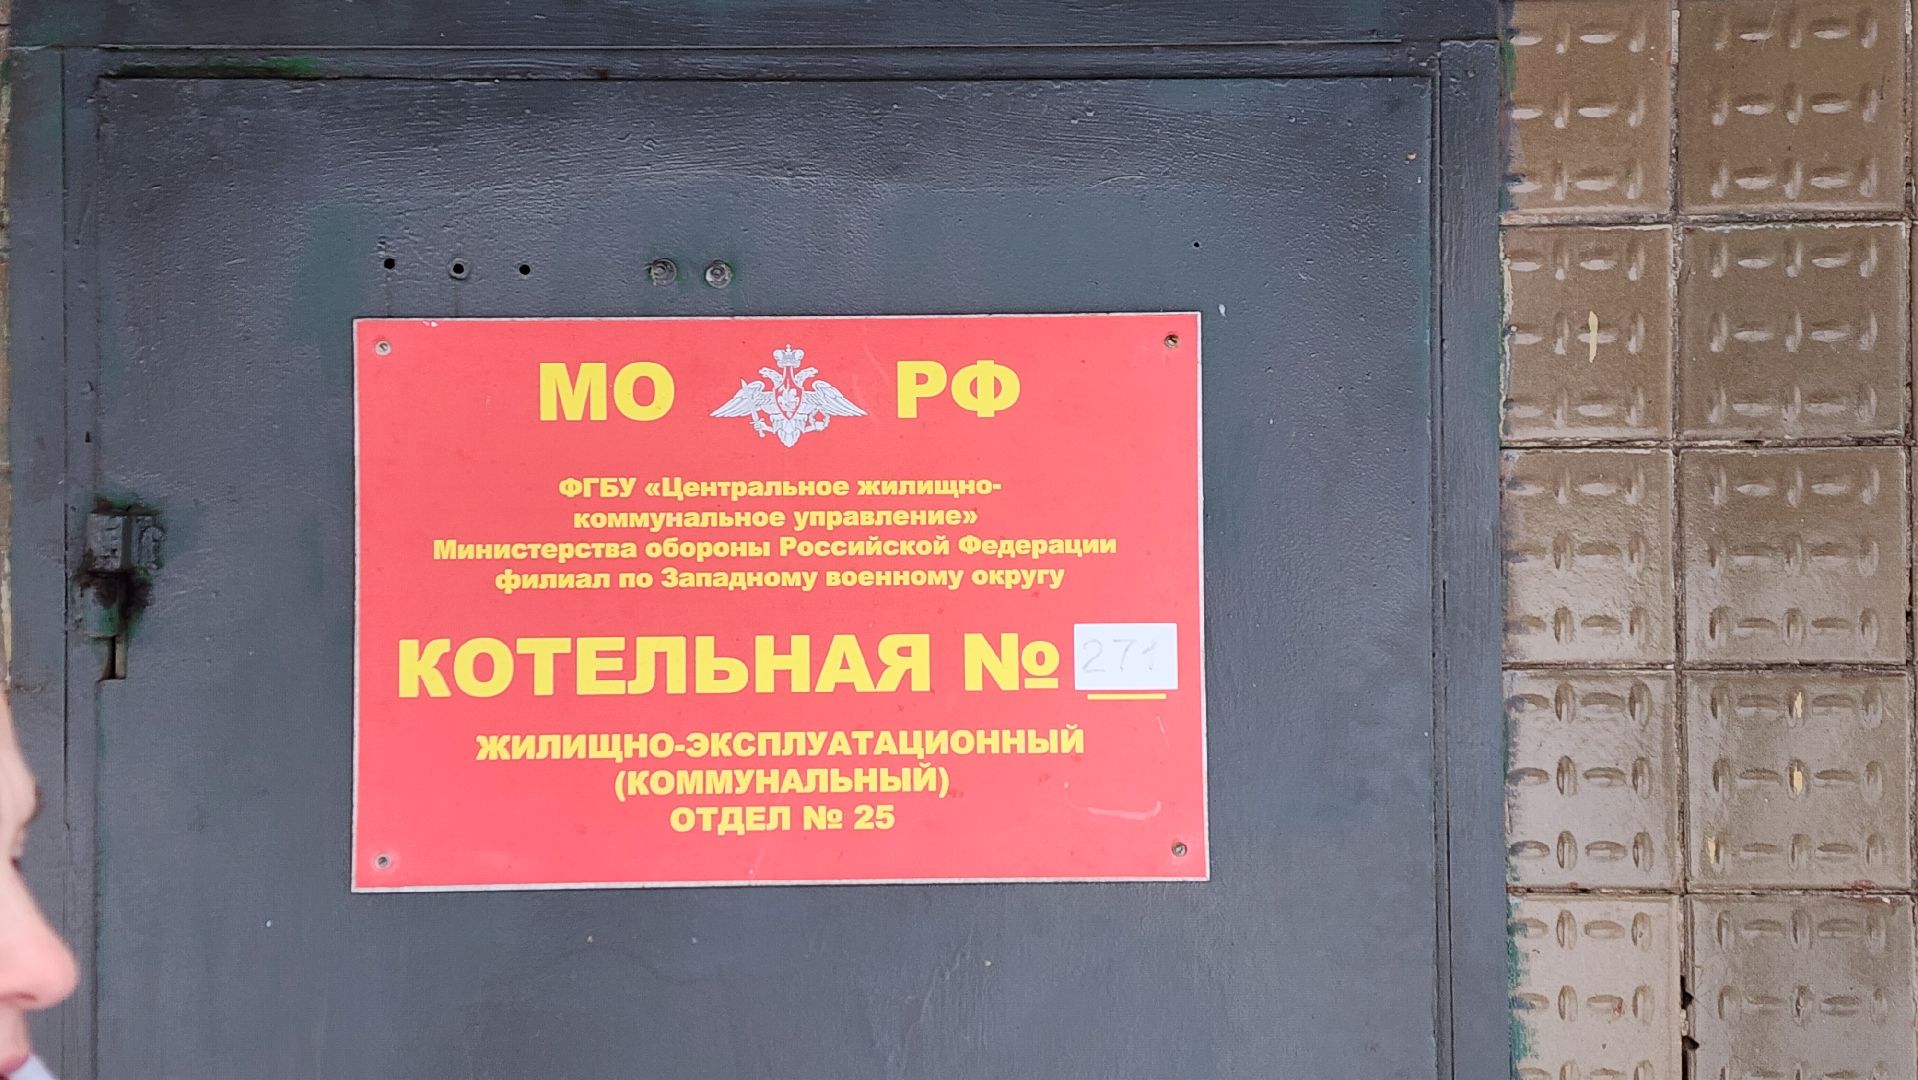 МО РФ
ФГБУ «Центральное жилищно-
коммунальное управление»
Министерства обороны Российской Федерации
филиал по Западному военному округу
КОТЕЛЬНАЯ № 271
ЖИЛИЩНО-ЭКСПЛУАТАЦИОННЫЙ
(КОММУНАЛЬНЫЙ)
ОТДЕЛ № 25